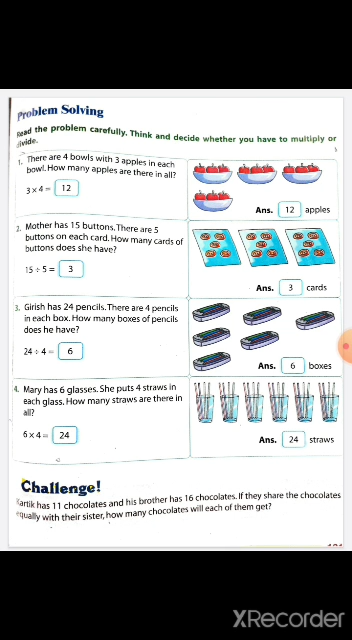 Problem Solving
Read the problem carefully. Think and decide whether you have to multiply or
divide.
1. There are 4 bowls with 3 apples in each
bowl. How many apples are there in all?
3 × 4 = 12
Ans. 12 apples
2. Mother has 15 buttons. There are 5
buttons on each card. How many cards of
buttons does she have?
15 ÷ 5 = 3
Ans. 3 cards
3. Girish has 24 pencils. There are 4 pencils
in each box. How many boxes of pencils
does he have?
24 ÷ 4 = 6
Ans. 6 boxes
4. Mary has 6 glasses. She puts 4 straws in
each glass. How many straws are there in
all?
6 × 4 = 24
Ans. 24 straws
Challenge!
Kartik has 11 chocolates and his brother has 16 chocolates. If they share the chocolates
equally with their sister, how many chocolates will each of them get?
XRecorder